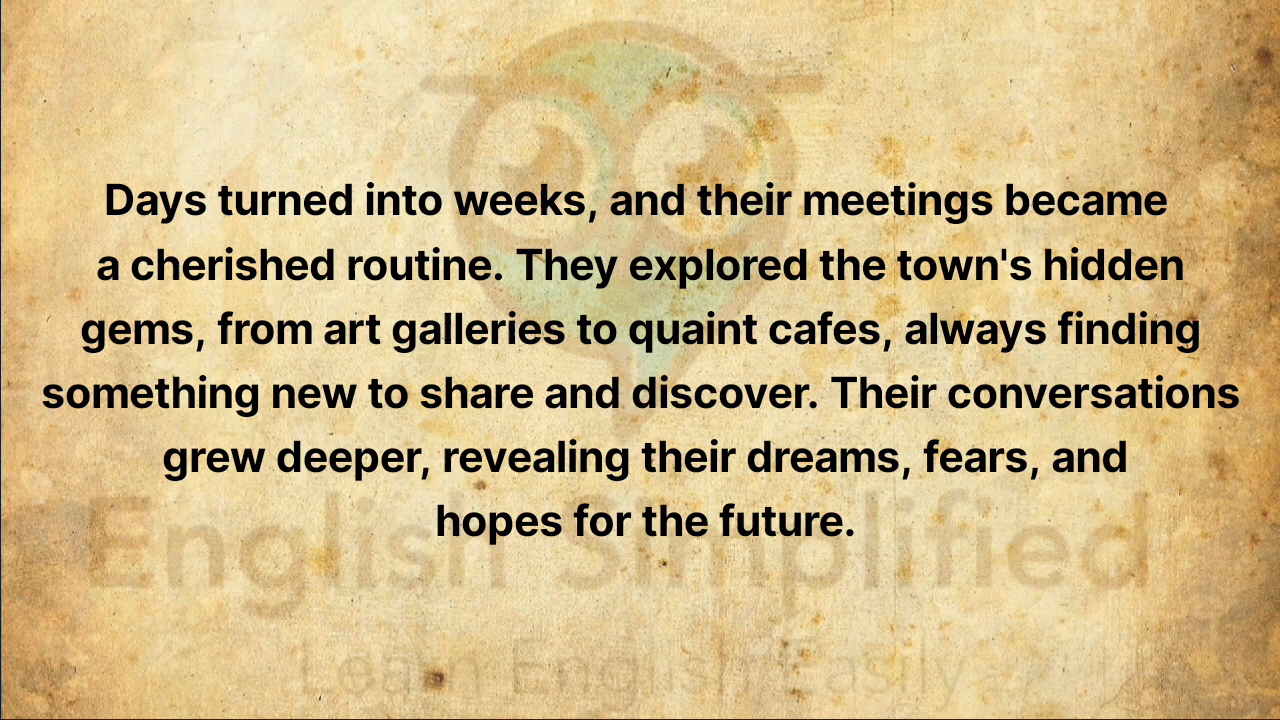 Days turned into weeks, and their meetings became
a cherished routine. They explored the town's hidden
gems, from art galleries to quaint cafes, always finding
something new to share and discover. Their conversations
grew deeper, revealing their dreams, fears, and
hopes for the future.
English Simplified
Learn English Easily